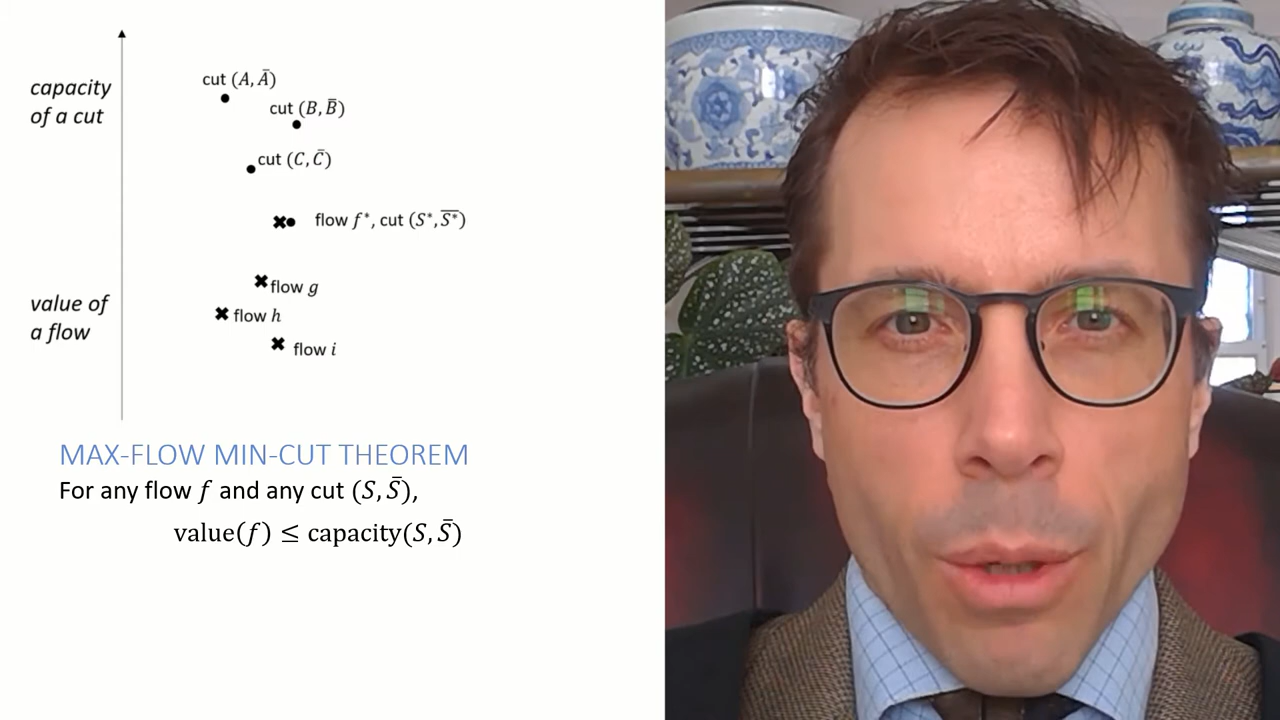 capacity
of a cut
cut (A, Ā)
cut (B, B̄)
cut (C, C̄)
flow f*, cut (S*, S̅*̅)
flow g
value of
a flow
flow h
flow i
MAX-FLOW MIN-CUT THEOREM
For any flow f and any cut (S, S̄),
value(f) ≤ capacity(S, S̄)